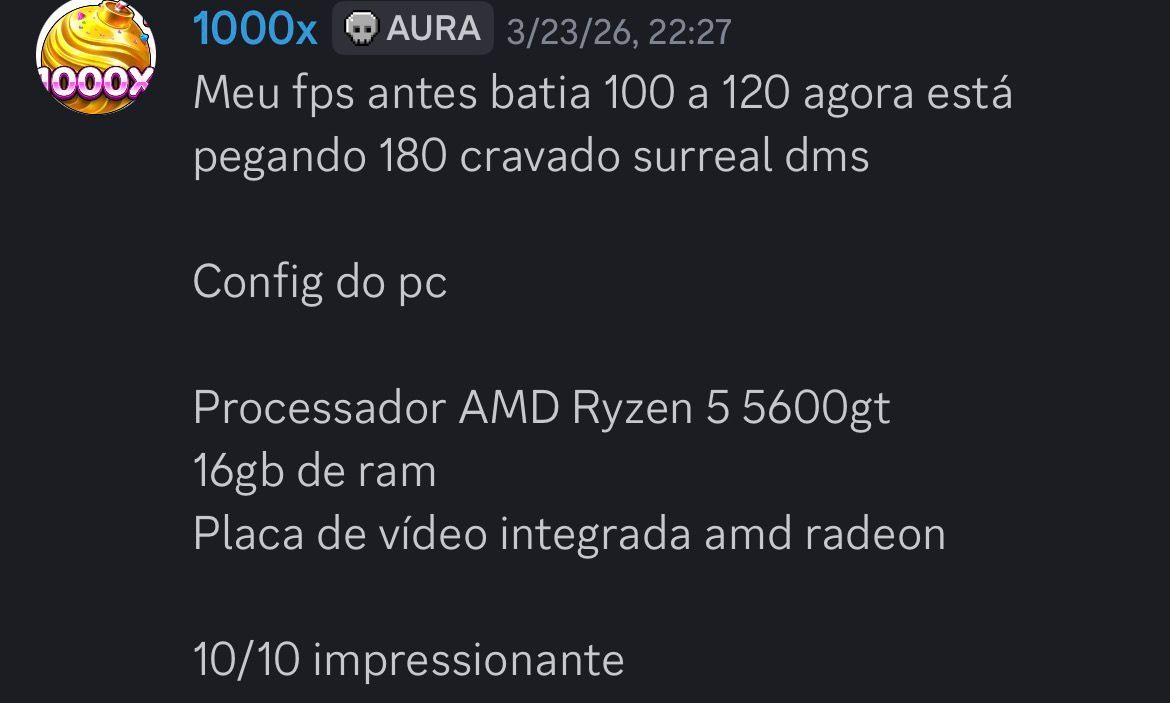 1000x AURA 3/23/26, 22:27
1000X
Meu fps antes batia 100 a 120 agora está
pegando 180 cravado surreal dms
Config do pc
Processador AMD Ryzen 5 5600gt
16gb de ram
Placa de vídeo integrada amd radeon
10/10 impressionante